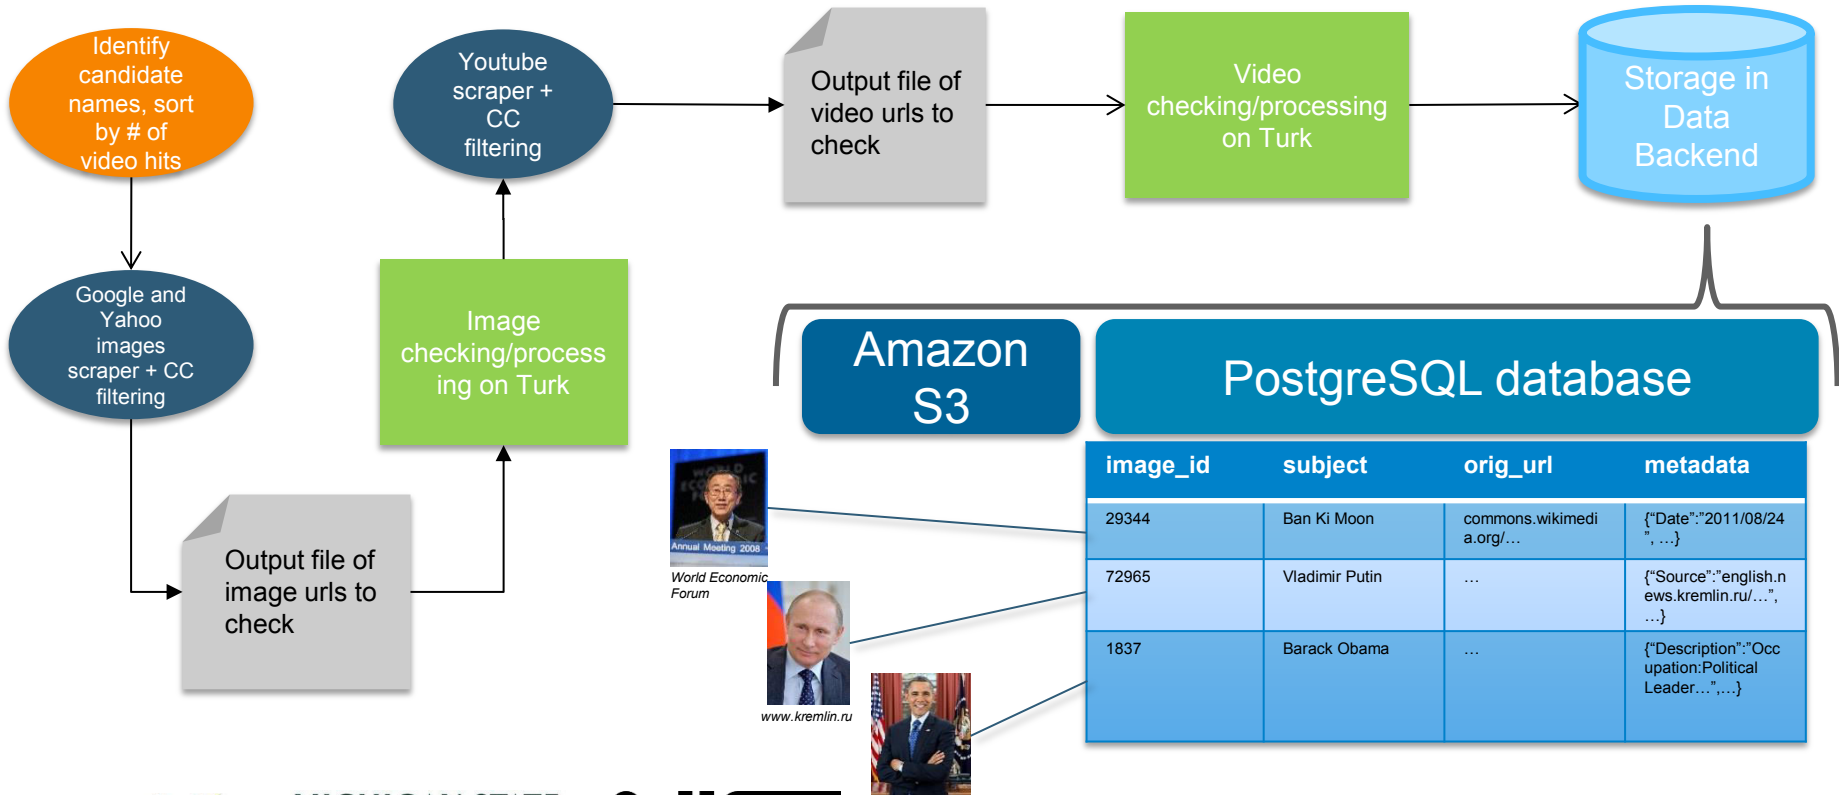 Identify
candidate
names, sort
by # of
video hits
Google and
Yahoo
images
scraper + CC
filtering
Output file of
image urls to
check
Image
checking/process
ing on Turk
Youtube
scraper +
CC
filtering
Output file of
video urls to
check
Video
checking/processing
on Turk
Storage in
Data
Backend
Amazon
S3
PostgreSQL database
image_id subject orig_url metadata
29344 Ban Ki Moon commons.wikimedi {“Date”:”2011/08/24
a.org/… ”, …}
72965 Vladimir Putin … {“Source”:”english.n
ews.kremlin.ru/…”,
…}
1837 Barack Obama … {“Description”:”Occ
upation:Political
Leader…”,…}
WORLD
ECONOMIC
Annual Meeting 2008
World Economic
Forum
www.kremlin.ru
MICHIGAN STATE